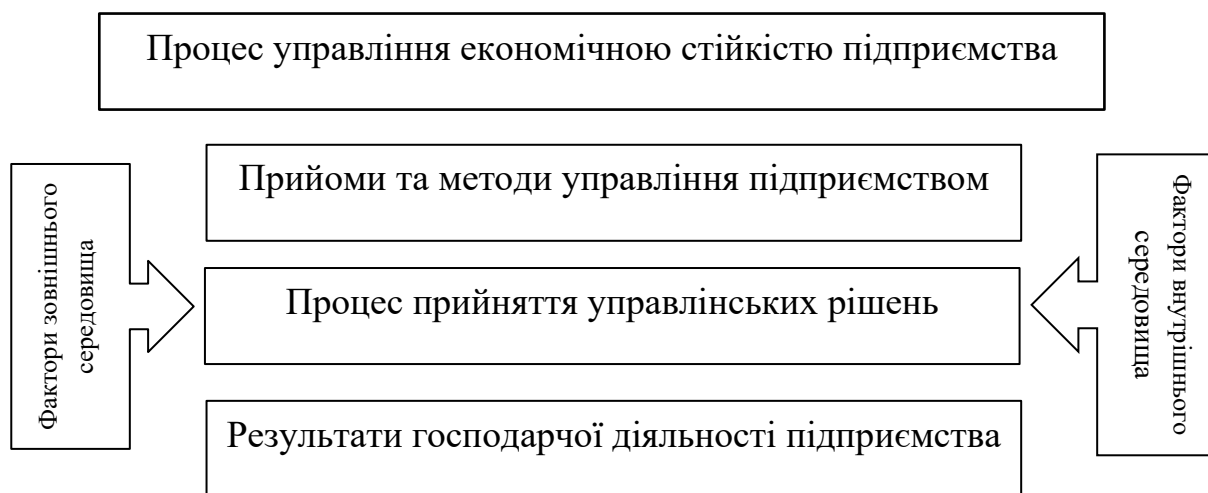 Процес управління економічною стійкістю підприємства
Прийоми та методи управління підприємством
Фактори зовнішнього
середовища
Процес прийняття управлінських рішень
Фактори внутрішнього
середовища
Результати господарчої діяльності підприємства